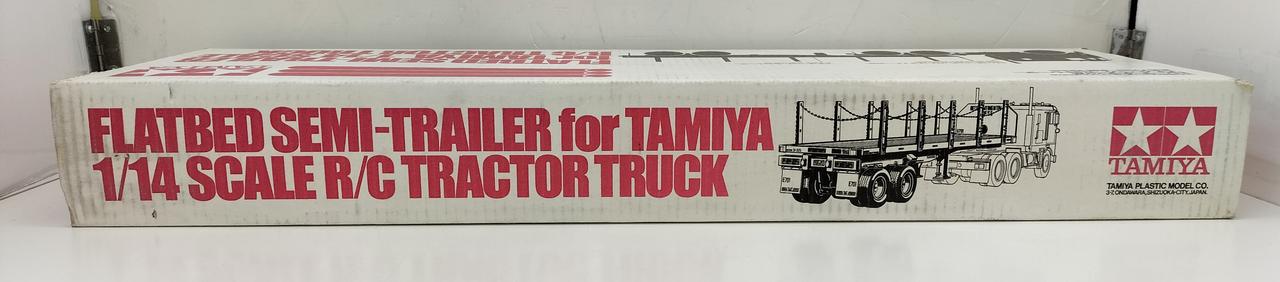 FLATBED SEMI-TRAILER for TAMIYA
1/14 SCALE R/C TRACTOR TRUCK
TAMIYA
TAMIYA PLASTIC MODEL CO.
3-7, ONDAWARA, SHIZUOKA-CITY, JAPAN.